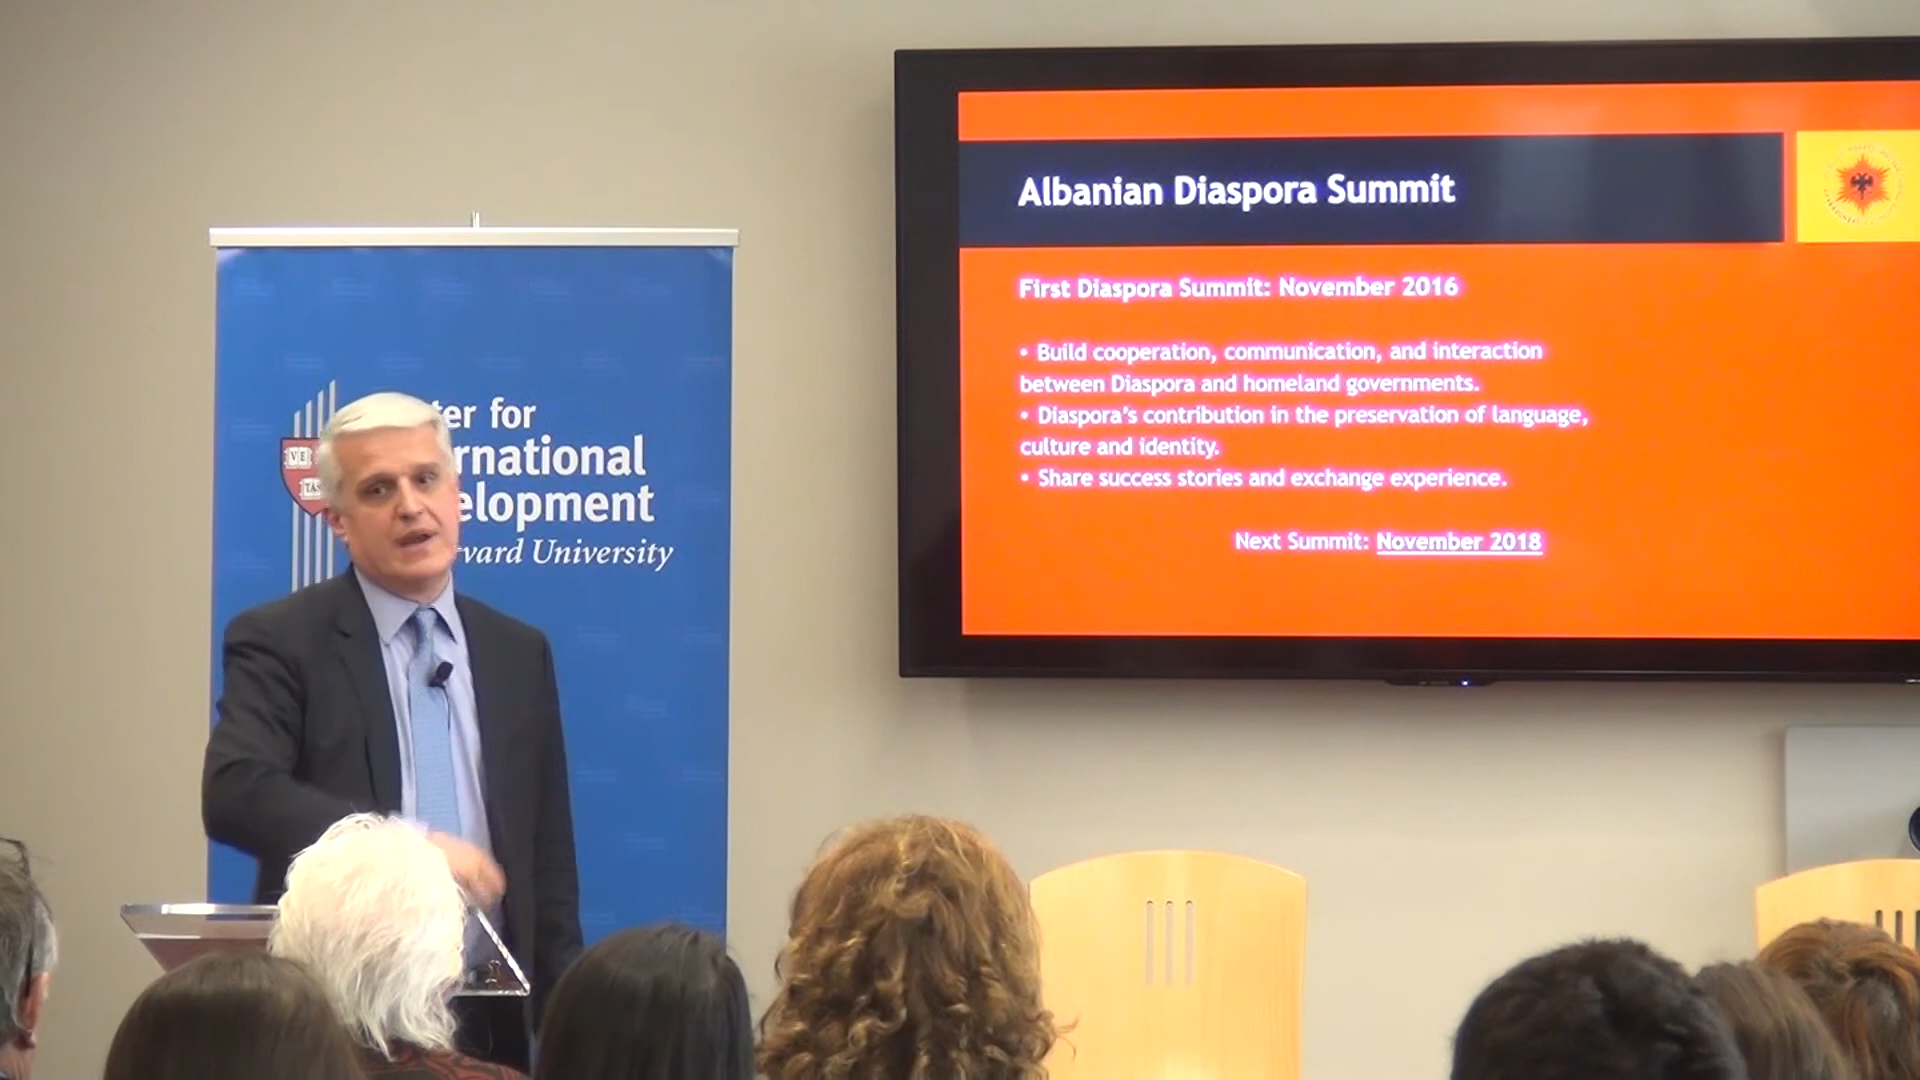 ter for
rnational
elopment
vard University
VE
TAS
Albanian Diaspora Summit
First Diaspora Summit: November 2016
• Build cooperation, communication, and interaction
between Diaspora and homeland governments.
• Diaspora's contribution in the preservation of language,
culture and identity.
• Share success stories and exchange experience.
Next Summit: November 2018